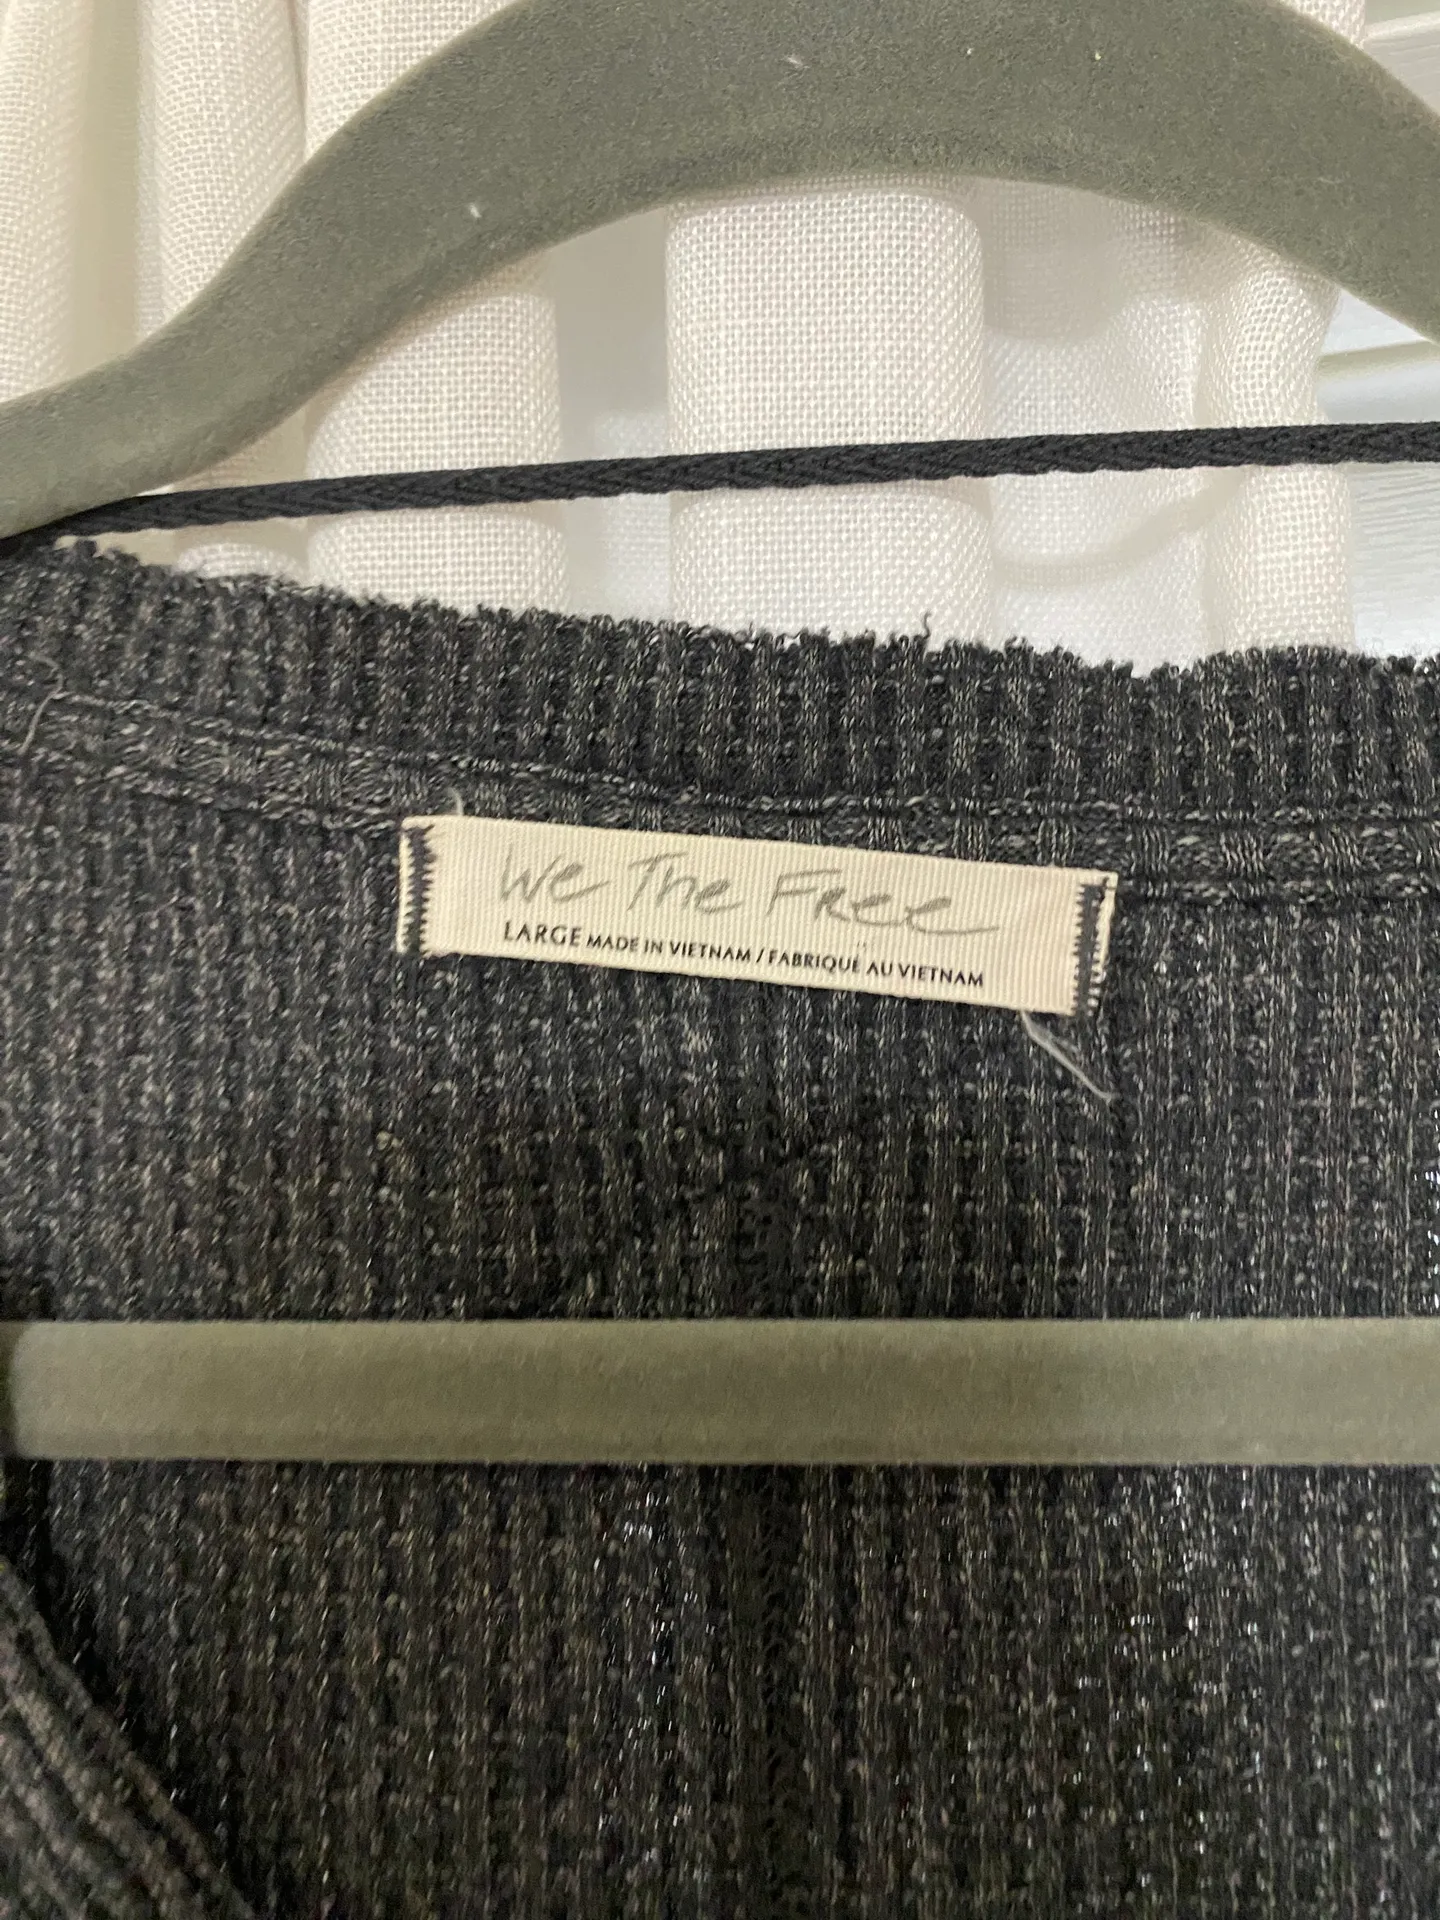 We The Free
LARGE MADE IN VIETNAM / FABRIQUÉ AU VIETNAM